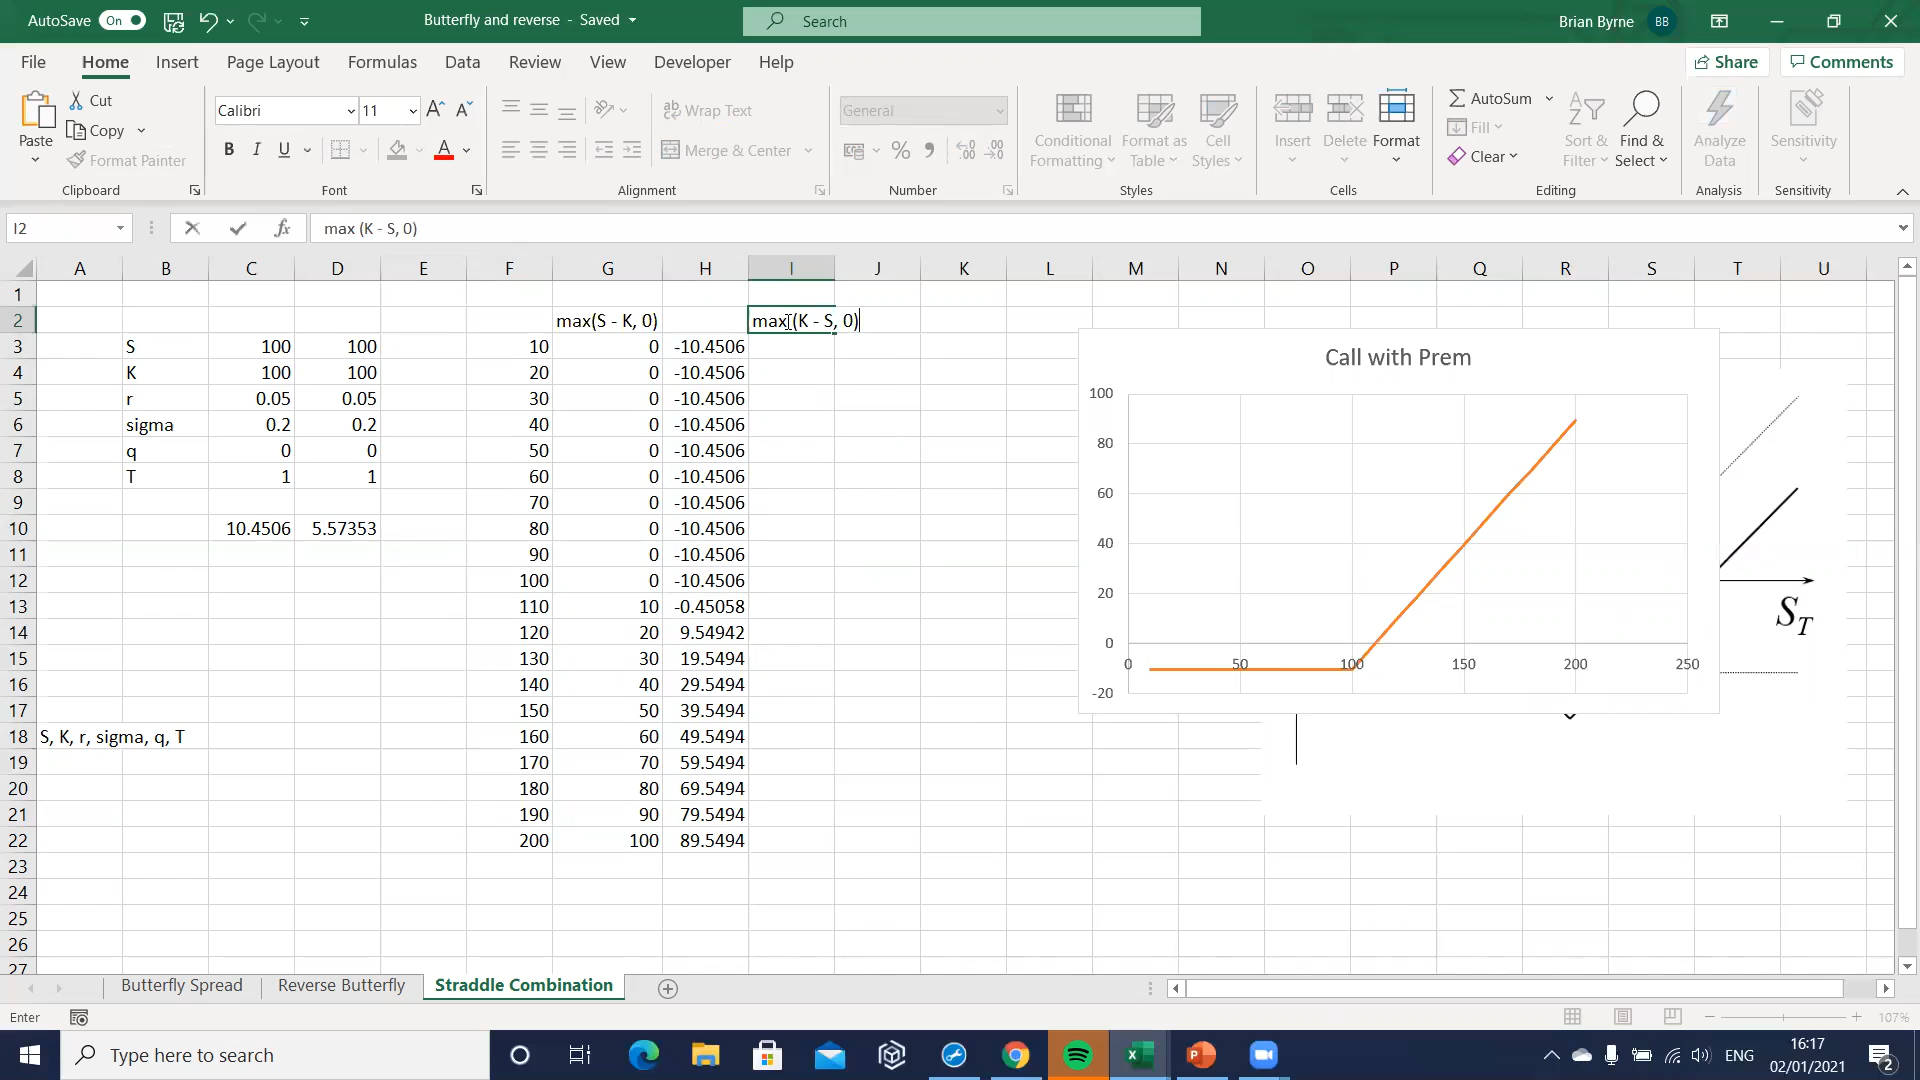 AutoSave On Butterfly and reverse - Saved Search Brian Byrne BB
File Home Insert Page Layout Formulas Data Review View Developer Help Share Comments
Paste Cut Copy Format Painter Clipboard
Calibri 11 B I U A Font
Wrap Text Merge & Center Alignment
General % 9 Number
Conditional Formatting Format as Table Cell Styles Styles
Insert Delete Format Cells
AutoSum Fill Clear Sort & Filter Find & Select Editing
Analyze Data Analysis
Sensitivity Sensitivity
I2 fx max (K - S, 0)
A B C D E F G H I J K L M N O P Q R S T U
1
2 max(S - K, 0) max (K - S, 0)
3 S 100 100 10 0 -10.4506
4 K 100 100 20 0 -10.4506
5 r 0.05 0.05 30 0 -10.4506
6 sigma 0.2 0.2 40 0 -10.4506
7 q 0 0 50 0 -10.4506
8 T 1 1 60 0 -10.4506
9 70 0 -10.4506
10 10.4506 5.57353 80 0 -10.4506
11 90 0 -10.4506
12 100 0 -10.4506
13 110 10 -0.45058
14 120 20 9.54942
15 130 30 19.5494
16 140 40 29.5494
17 150 50 39.5494
18 S, K, r, sigma, q, T 160 60 49.5494
19 170 70 59.5494
20 180 80 69.5494
21 190 90 79.5494
22 200 100 89.5494
23
24
25
26
27
Call with Prem
100
80
60
40
20
0
-20
0 50 100 150 200 250
S_T
Butterfly Spread Reverse Butterfly Straddle Combination
Enter 107%
Type here to search ENG 16:17
02/01/2021 2